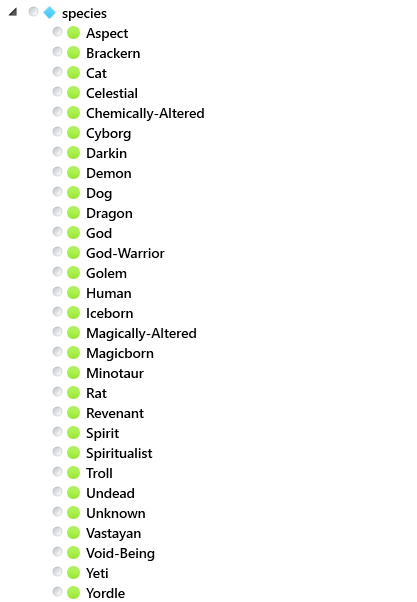 species
Aspect
Brackern
Cat
Celestial
Chemically-Altered
Cyborg
Darkin
Demon
Dog
Dragon
God
God-Warrior
Golem
Human
Iceborn
Magically-Altered
Magicborn
Minotaur
Rat
Revenant
Spirit
Spiritualist
Troll
Undead
Unknown
Vastayan
Void-Being
Yeti
Yordle